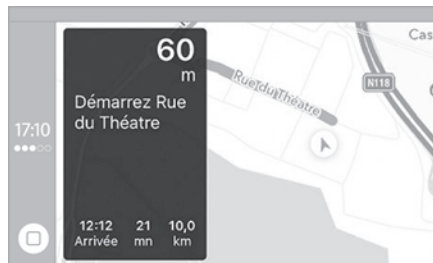 60
m
Démarrez Rue
du Théatre
17:10
12:12 21 10,0
Arrivée mn km
Rue du Théatre
N118
Cas